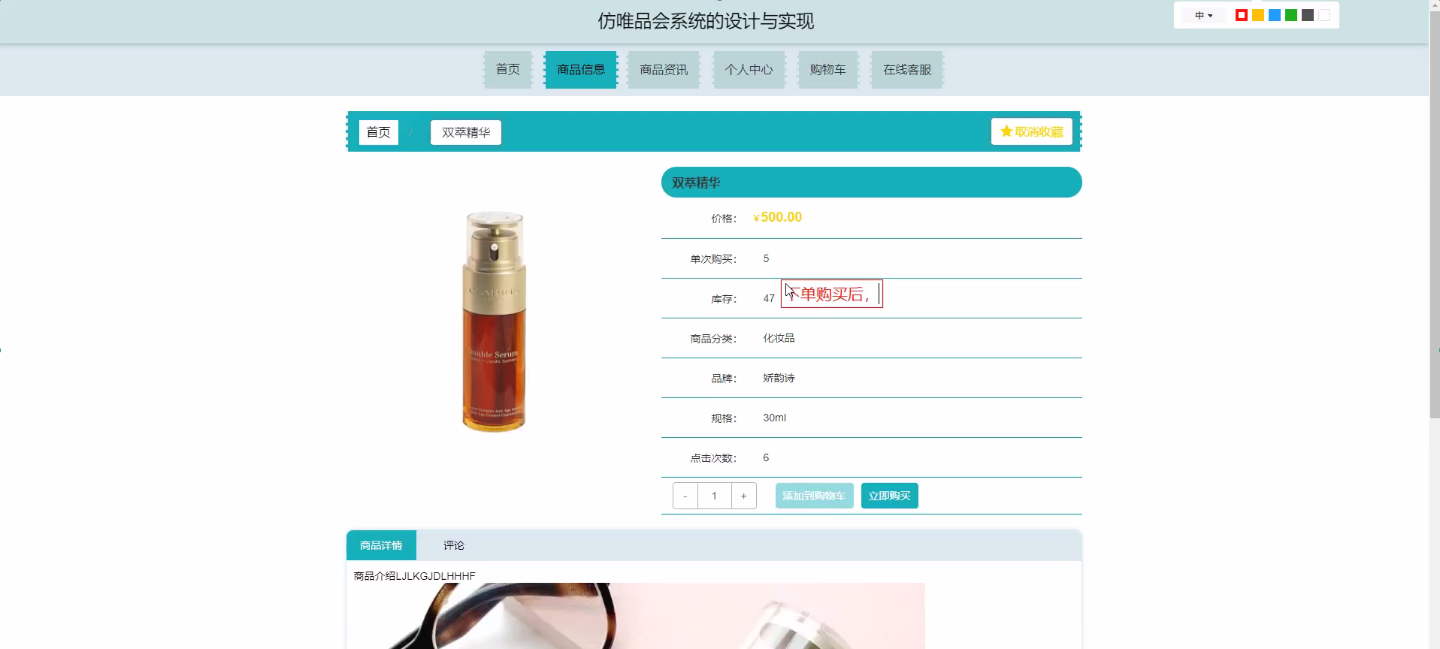 仿唯品会系统的设计与实现
中
首页 商品信息 商品资讯 个人中心 购物车 在线客服
首页 / 双萃精华 取消收藏
双萃精华
价格: ¥500.00
单次购买: 5
库存: 47
下单购买后，
商品分类: 化妆品
品牌: 娇韵诗
规格: 30ml
点击次数: 6
- 1 + 添加到购物车 立即购买
Double Serum
商品详情 评论
商品介绍LJLKGJDLHHHF